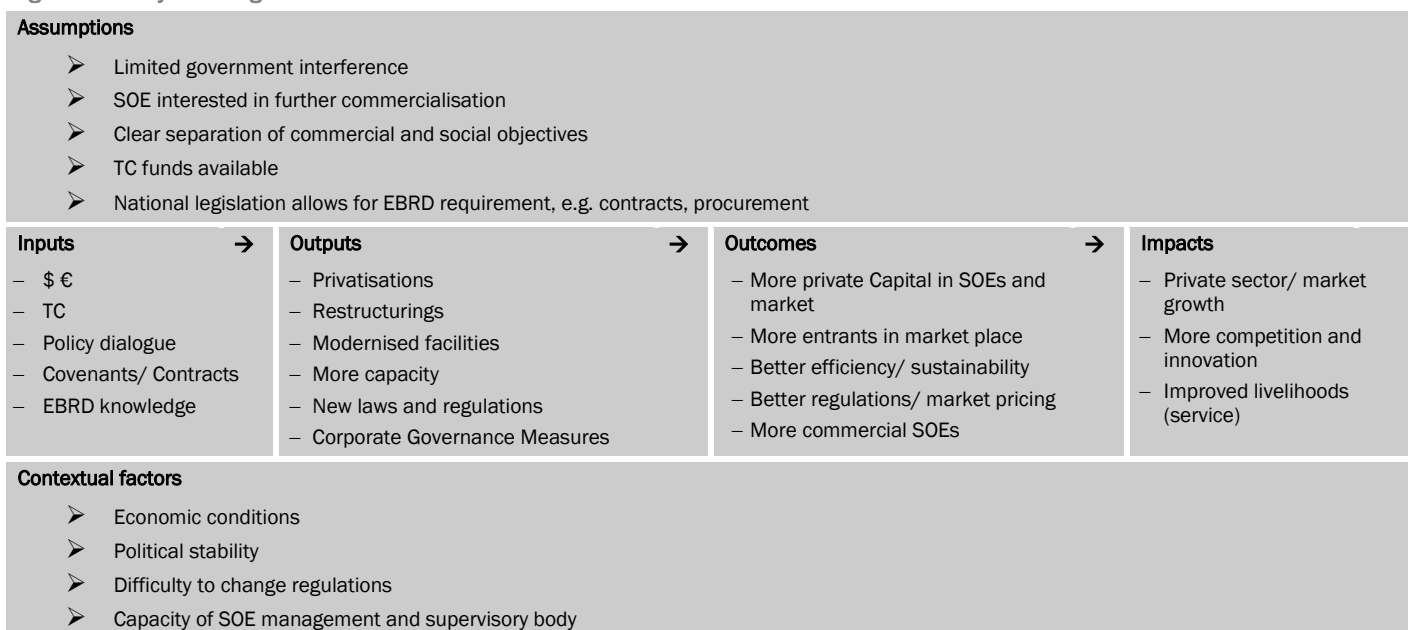 Assumptions
➢ Limited government interference
➢ SOE interested in further commercialisation
➢ Clear separation of commercial and social objectives
➢ TC funds available
➢ National legislation allows for EBRD requirement, e.g. contracts, procurement
Inputs →
– $ €
– TC
– Policy dialogue
– Covenants/ Contracts
– EBRD knowledge
Outputs →
– Privatisations
– Restructurings
– Modernised facilities
– More capacity
– New laws and regulations
– Corporate Governance Measures
Outcomes →
– More private Capital in SOEs and
market
– More entrants in market place
– Better efficiency/ sustainability
– Better regulations/ market pricing
– More commercial SOEs
Impacts
– Private sector/ market
growth
– More competition and
innovation
– Improved livelihoods
(service)
Contextual factors
➢ Economic conditions
➢ Political stability
➢ Difficulty to change regulations
➢ Capacity of SOE management and supervisory body